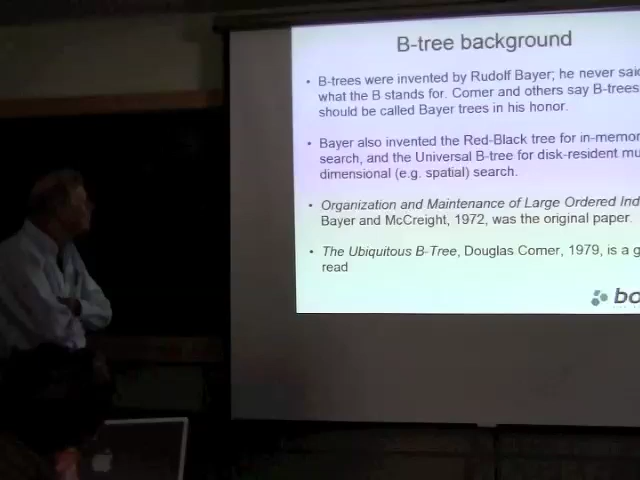 B-tree background
• B-trees were invented by Rudolf Bayer; he never said
what the B stands for. Comer and others say B-trees
should be called Bayer trees in his honor.
• Bayer also invented the Red-Black tree for in-memor
search, and the Universal B-tree for disk-resident mu
dimensional (e.g. spatial) search.
• Organization and Maintenance of Large Ordered Ind
Bayer and McCreight, 1972, was the original paper.
• The Ubiquitous B-Tree, Douglas Comer, 1979, is a g
read
bo